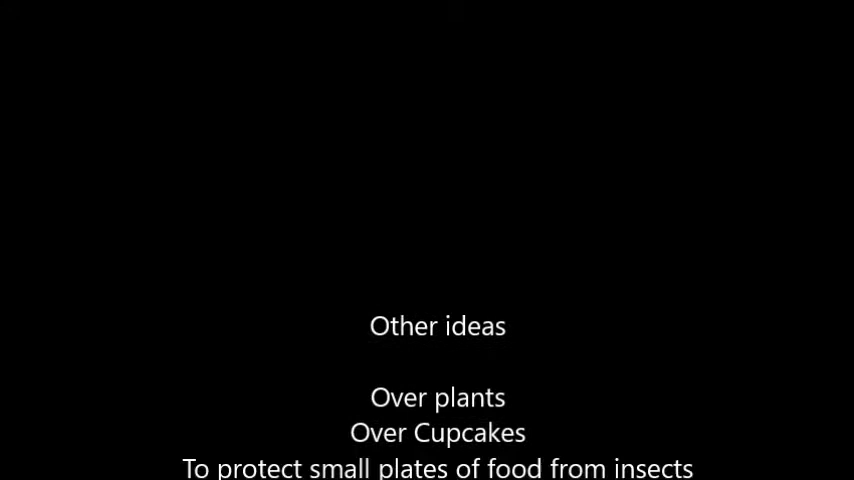 Other ideas
Over plants
Over Cupcakes
To protect small plates of food from insects